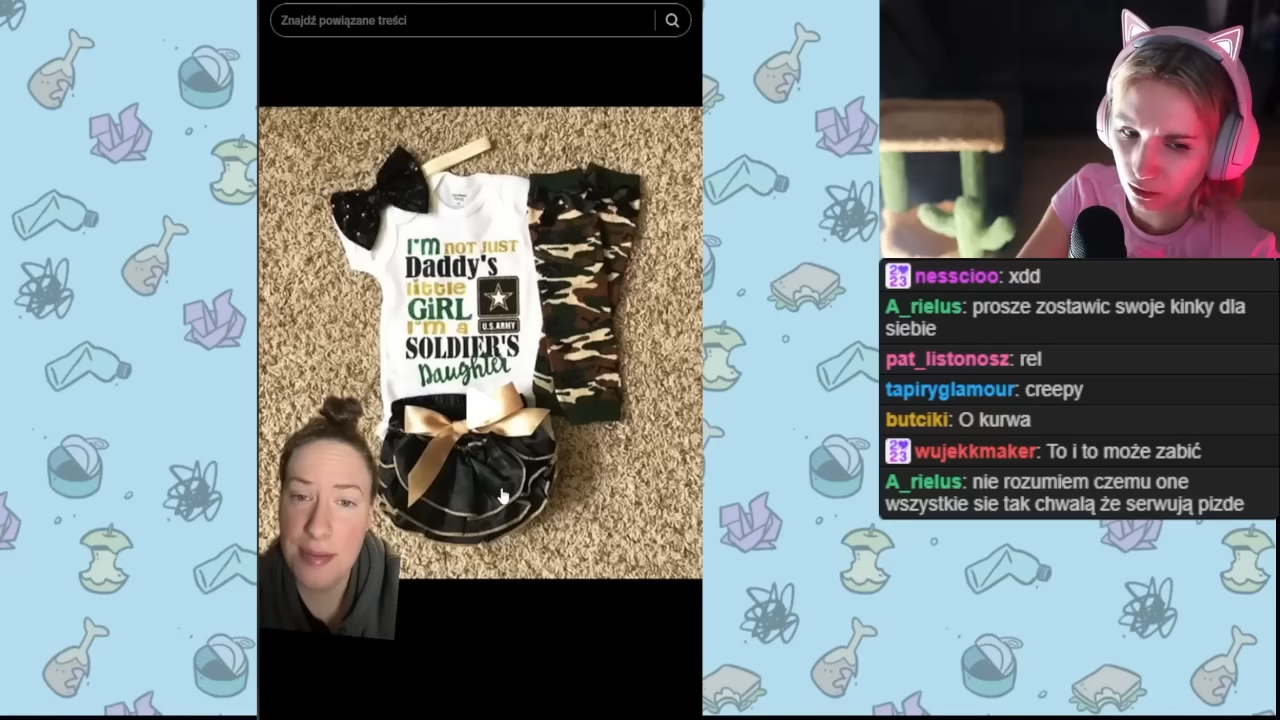 Znajdź powiązane treści
I'm NOT JUST
Daddy's
little
GiRL
I'm a
U.S.ARMY
SOLDIER'S
Daughter
nesscioo: xdd
A_rielus: prosze zostawic swoje kinky dla
siebie
pat_listonosz: rel
tapiryglamour: creepy
butciki: O kurwa
wujekkmaker: To i to może zabić
A_rielus: nie rozumiem czemu one
wszystkie sie tak chwalą że serwują pizde